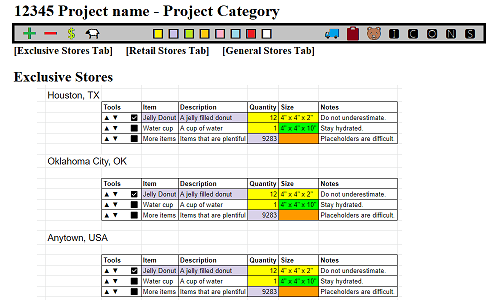 12345 Project name - Project Category
$ I C O N S
[Exclusive Stores Tab] [Retail Stores Tab] [General Stores Tab]
Exclusive Stores
Houston, TX
Tools Item Description Quantity Size Notes
▲ ▼ Jelly Donut A jelly filled donut 12 4" x 4" x 2" Do not underestimate.
▲ ▼ Water cup A cup of water 1 4" x 4" x 10" Stay hydrated.
▲ ▼ More items Items that are plentiful 9283 Placeholders are difficult.
Oklahoma City, OK
Tools Item Description Quantity Size Notes
▲ ▼ Jelly Donut A jelly filled donut 12 4" x 4" x 2" Do not underestimate.
▲ ▼ Water cup A cup of water 1 4" x 4" x 10" Stay hydrated.
▲ ▼ More items Items that are plentiful 9283 Placeholders are difficult.
Anytown, USA
Tools Item Description Quantity Size Notes
▲ ▼ Jelly Donut A jelly filled donut 12 4" x 4" x 2" Do not underestimate.
▲ ▼ Water cup A cup of water 1 4" x 4" x 10" Stay hydrated.
▲ ▼ More items Items that are plentiful 9283 Placeholders are difficult.